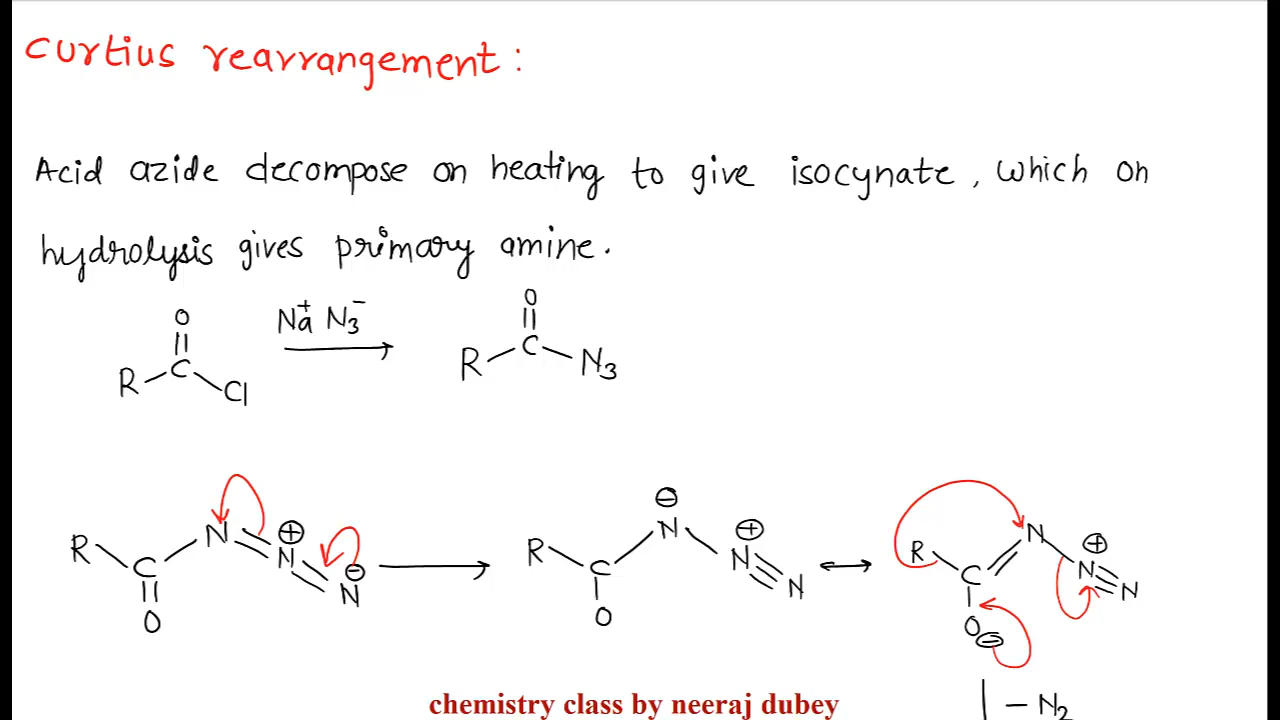 Curtius rearrangement :
Acid azide decompose on heating to give isocynate, which on
hydrolysis gives primary amine.
O
R C Cl
Na+ N3−
O
R C N3
R C O N N ⊕ N ⊖
R C O N ⊖ N ⊕ N
R C O ⊖ N N ⊕ N
− N2
chemistry class by neeraj dubey